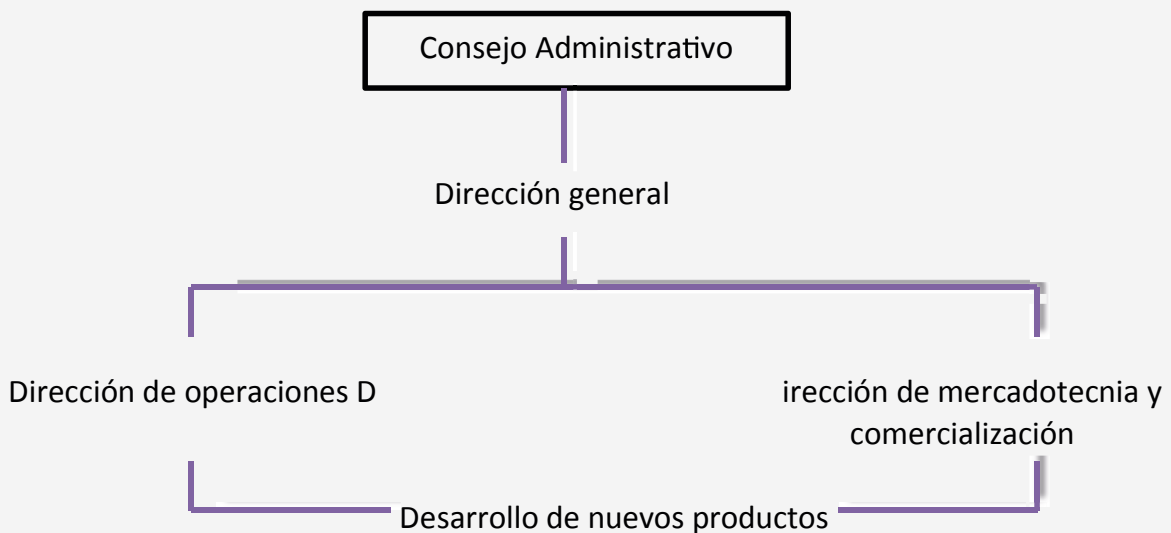 Consejo Administrativo
Dirección general
Dirección de operaciones D
irección de mercadotecnia y
comercialización
Desarrollo de nuevos productos